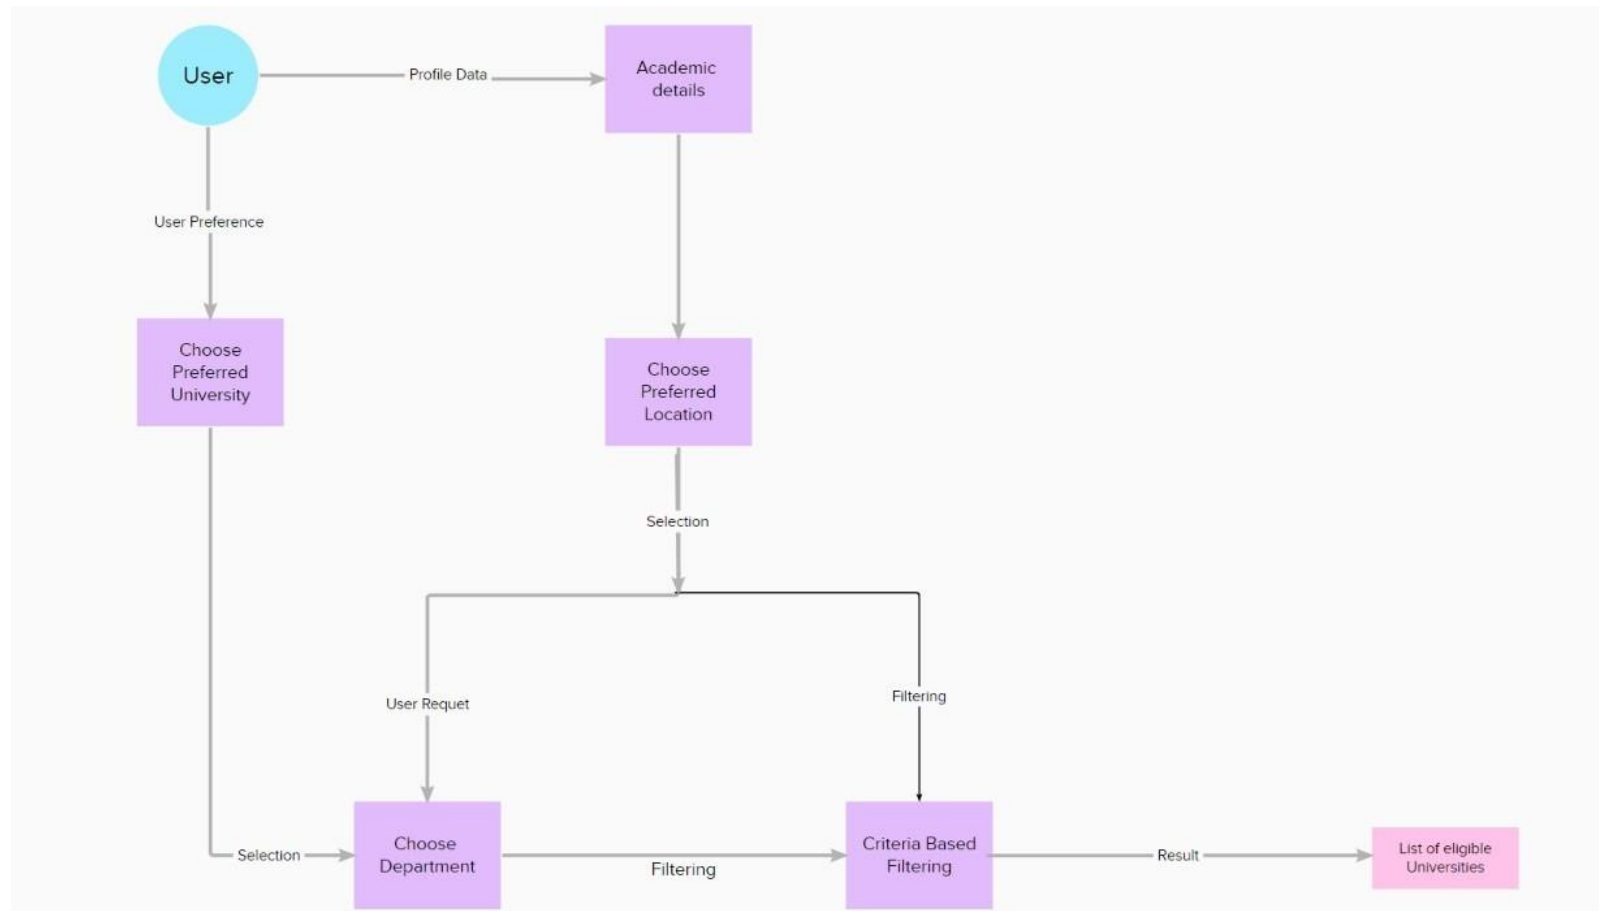 User
Profile Data
Academic
details
User Preference
Choose
Preferred
University
Choose
Preferred
Location
Selection
User Requet
Filtering
Selection
Choose
Department
Filtering
Criteria Based
Filtering
Result
List of eligible
Universities